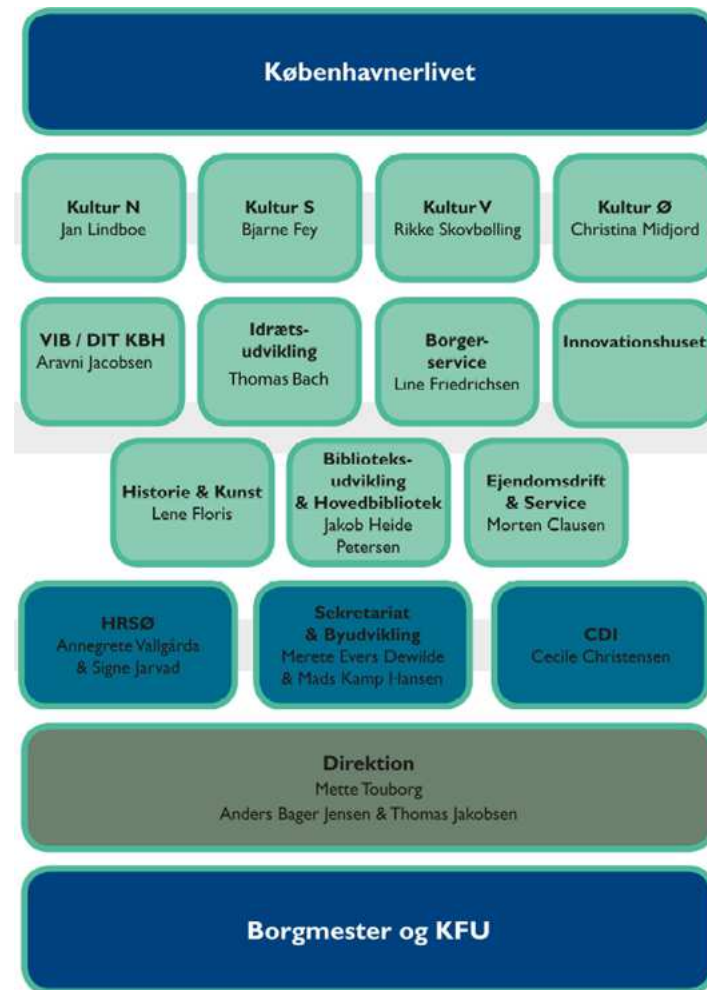 Københavnerlivet
Kultur N
Jan Lindboe
Kultur S
Bjarne Fey
Kultur V
Rikke Skovbølling
Kultur Ø
Christina Midjord
VIB / DIT KBH
Aravni Jacobsen
Idræts-
udvikling
Thomas Bach
Borger-
service
Line Friedrichsen
Innovationshuset
Historie & Kunst
Lene Floris
Biblioteks-
udvikling
& Hovedbibliotek
Jakob Heide
Petersen
Ejendomsdrift
& Service
Morten Clausen
HRSØ
Annegrete Vallgårda
& Signe Jarvad
Sekretariat
& Byudvikling
Merete Evers Dewilde
& Mads Kamp Hansen
CDI
Cecile Christensen
Direktion
Mette Touborg
Anders Bager Jensen & Thomas Jakobsen
Borgmester og KFU